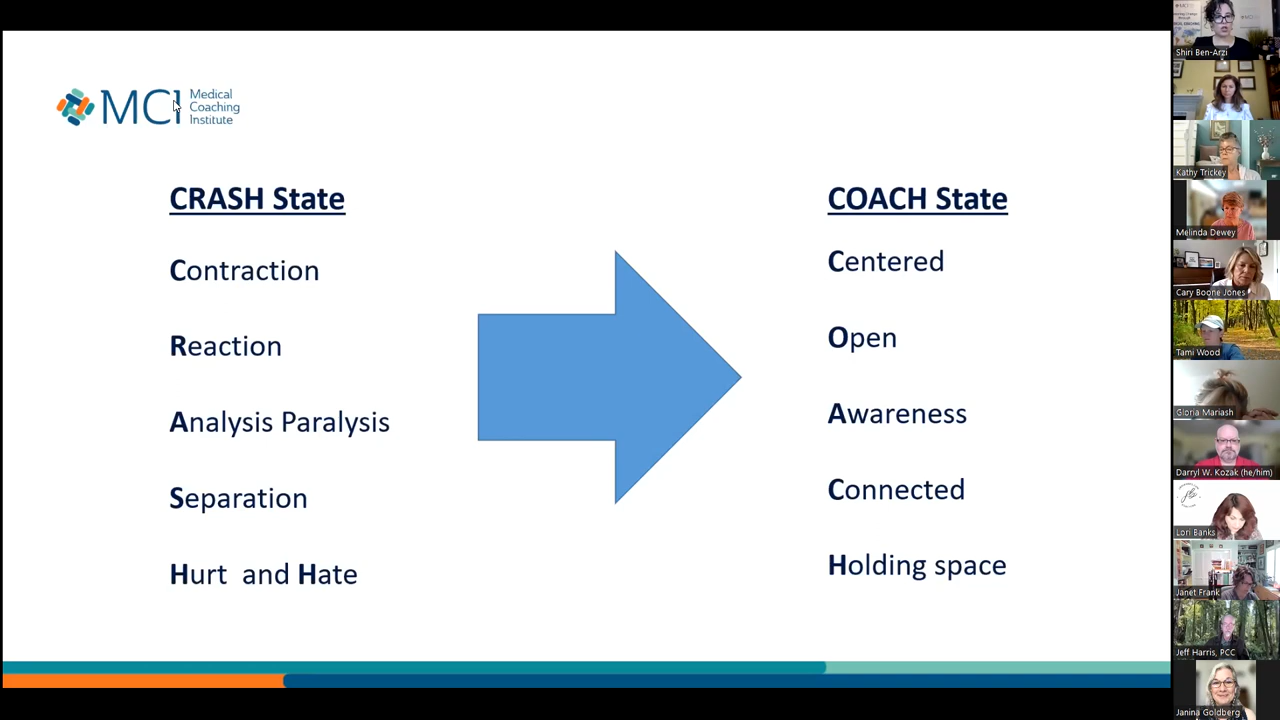 MCI
Medical
Coaching
Institute
CRASH State
Contraction
Reaction
Analysis Paralysis
Separation
Hurt and Hate
COACH State
Centered
Open
Awareness
Connected
Holding space
Shiri Ben-Arzi
Kathy Trickey
Melinda Dewey
Cary Boone Jones
Tami Wood
Gloria Mariash
Darryl W. Kozak (he/him)
Lori Banks
Janet Frank
Jeff Harris, PCC
Janina Goldberg